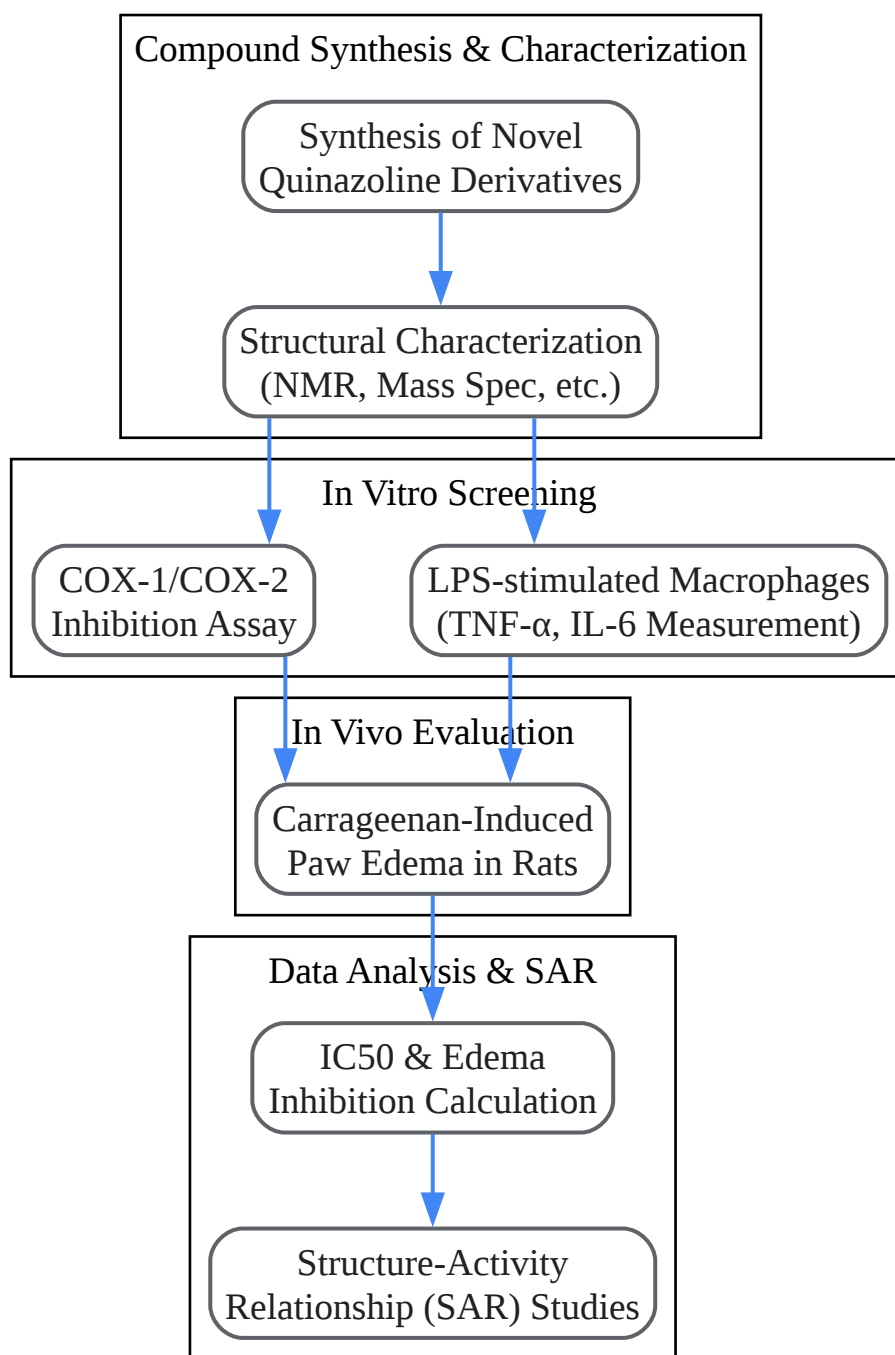 Compound Synthesis & Characterization
Synthesis of Novel
Quinazoline Derivatives
Structural Characterization
(NMR, Mass Spec, etc.)
In Vitro Screening
COX-1/COX-2
Inhibition Assay
LPS-stimulated Macrophages
(TNF-α, IL-6 Measurement)
In Vivo Evaluation
Carrageenan-Induced
Paw Edema in Rats
Data Analysis & SAR
IC50 & Edema
Inhibition Calculation
Structure-Activity
Relationship (SAR) Studies